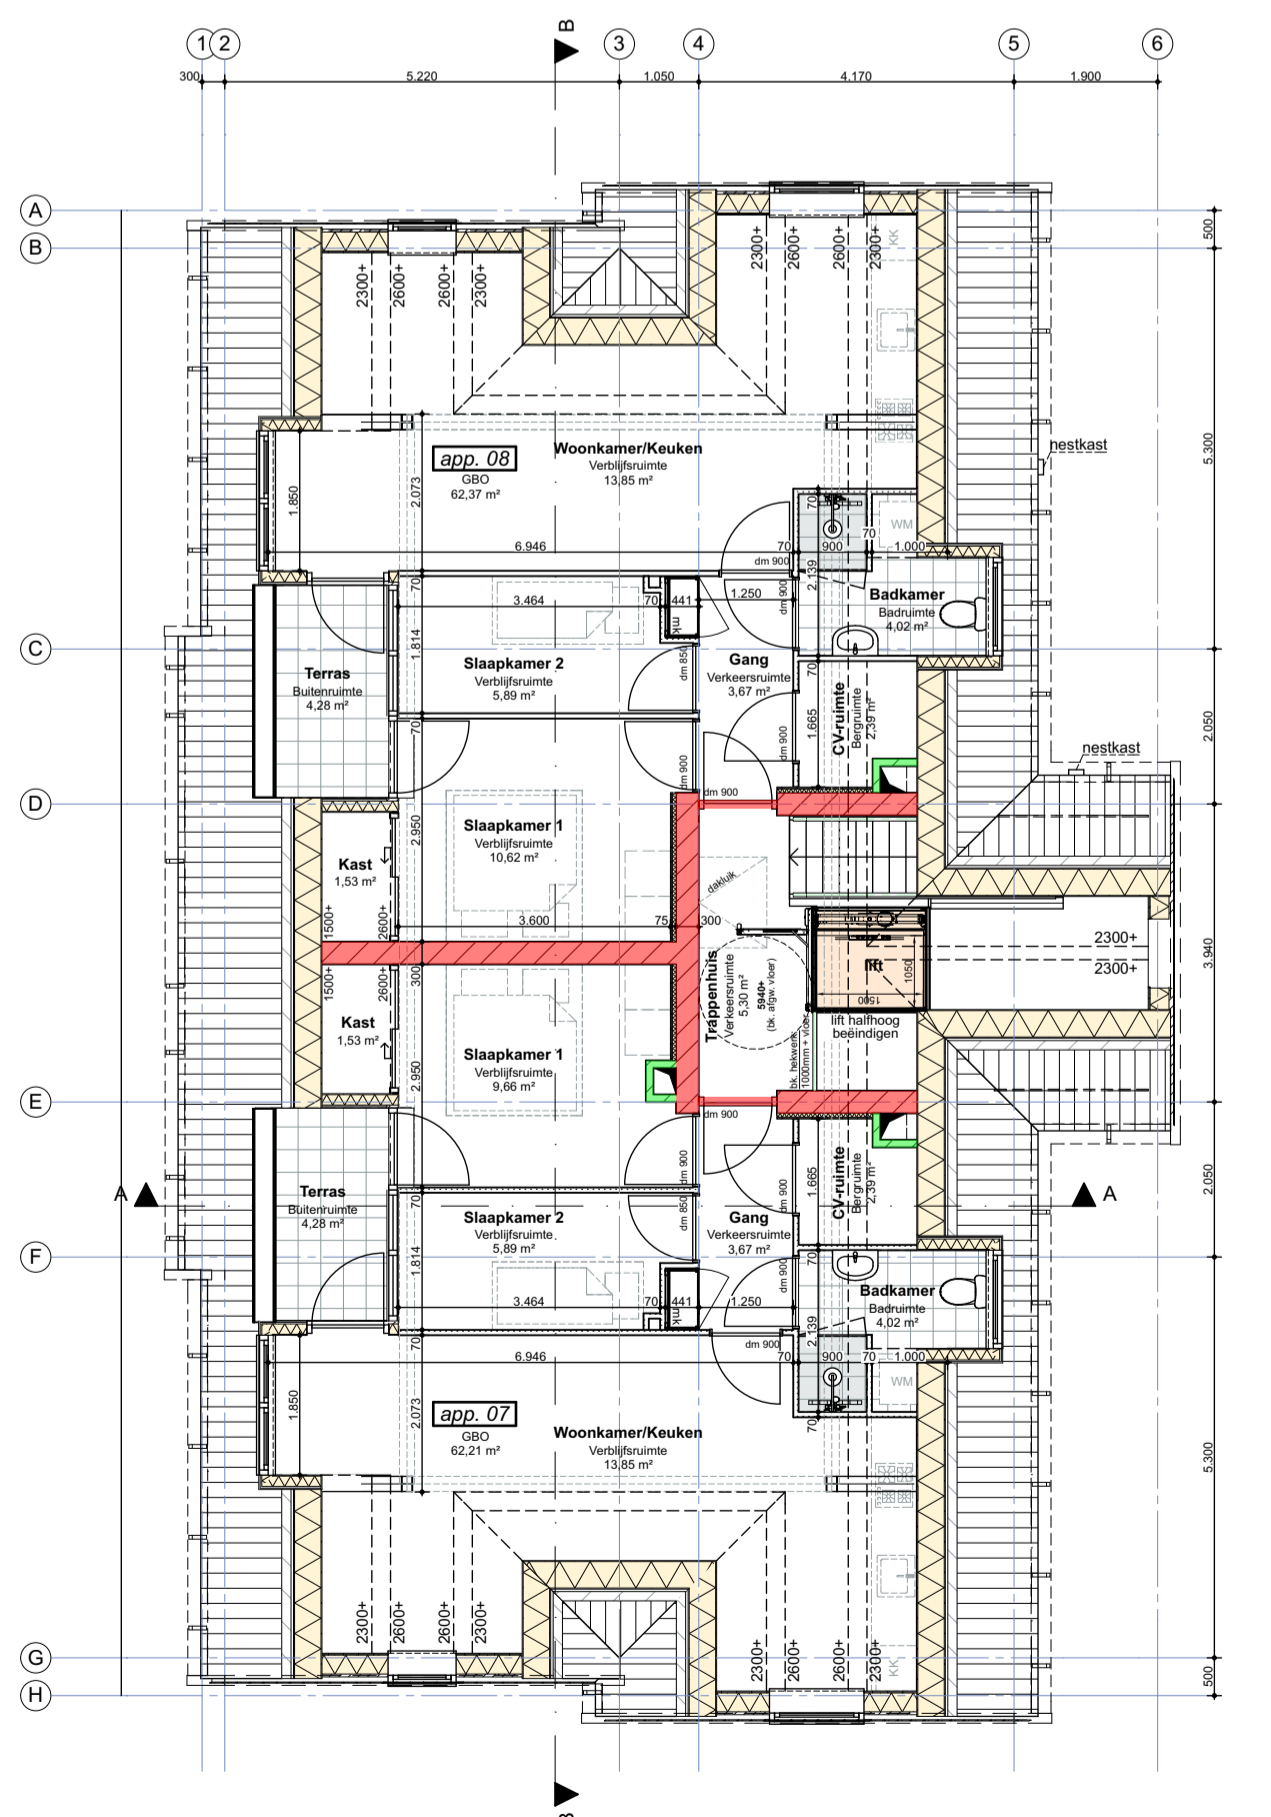 B
1
2
3
4
5
6
300
5.220
1.050
4.170
1.900
A
B
500
2300+
2600+
2600+
2300+
2300+
2600+
2600+
2300+
KK
nestkast
5.300
app. 08
GBO
62,37 m²
Woonkamer/Keuken
Verblijfsruimte
13,85 m²
1.850
2.073
70
WM
6.946
70
900
70
1.000
dm 900
70
3.464
70
441
1.250
mk
dm 900
2.139
Badkamer
Badruimte
4,02 m²
C
1.814
Slaapkamer 2
Verblijfsruimte
5,89 m²
dm 850
Gang
Verkeersruimte
3,67 m²
70
Terras
Buitenruimte
4,28 m²
CV-ruimte
Bergruimte
2,39 m²
1.665
2.050
70
dm 900
dm 900
nestkast
D
dm 900
2.950
Slaapkamer 1
Verblijfsruimte
10,62 m²
Kast
1,53 m²
dakluik
1500+
2600+
3.600
75
300
2300+
2300+
3.940
lift
1050
1500
Trappenhuis
Verkeersruimte
5,30 m²
5940+
(bk. afgw. vloer)
1500+
2600+
300
Kast
1,53 m²
lift halfhoog
beëindigen
bk. hekwerk:
1000mm + vloer
Slaapkamer 1
Verblijfsruimte
9,66 m²
2.950
E
dm 900
dm 900
dm 900
1.665
CV-ruimte
Bergruimte
2,39 m²
2.050
A
A
Terras
Buitenruimte
4,28 m²
70
Slaapkamer 2
Verblijfsruimte
5,89 m²
dm 850
Gang
Verkeersruimte
3,67 m²
F
1.814
70
dm 900
Badkamer
Badruimte
4,02 m²
3.464
70
441
1.250
mk
2.139
70
dm 900
6.946
70
900
70
1.000
WM
1.850
2.073
app. 07
GBO
62,21 m²
Woonkamer/Keuken
Verblijfsruimte
13,85 m²
70
5.300
2300+
2600+
2600+
2300+
2300+
2600+
2600+
2300+
KK
G
H
500